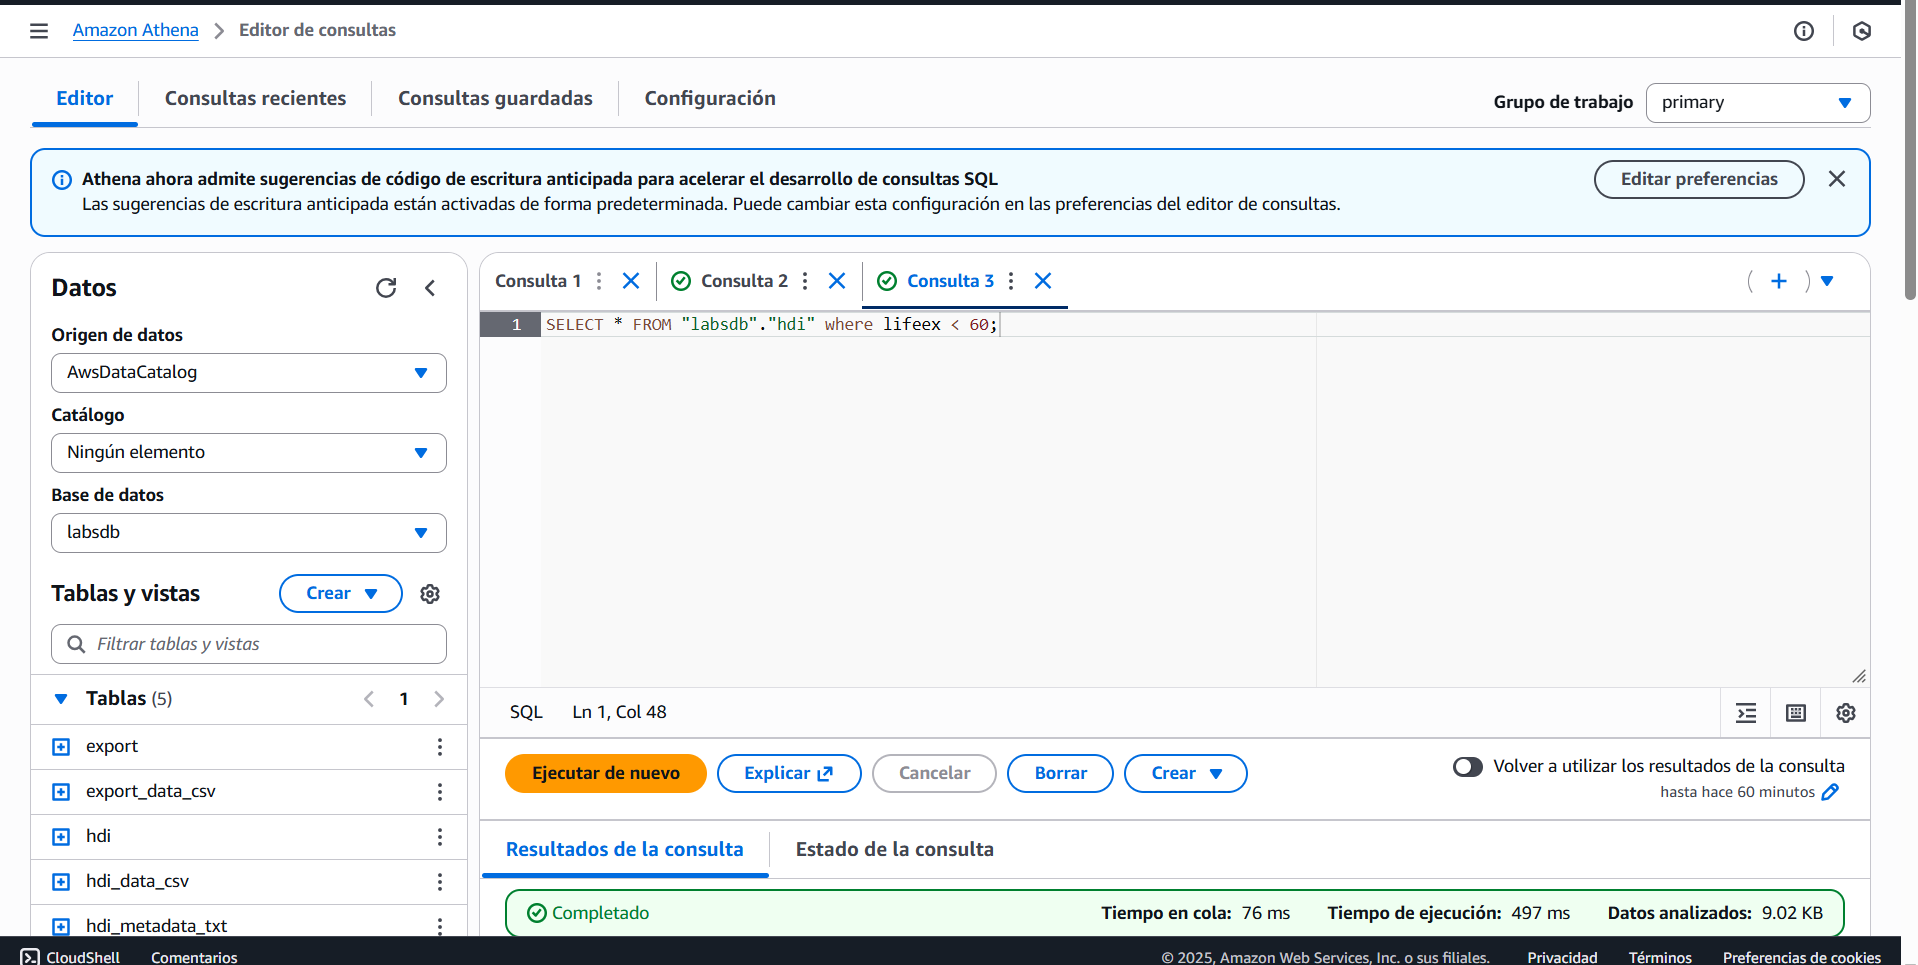 Amazon Athena > Editor de consultas
Editor
Consultas recientes
Consultas guardadas
Configuración
Grupo de trabajo
primary
Athena ahora admite sugerencias de código de escritura anticipada para acelerar el desarrollo de consultas SQL
Las sugerencias de escritura anticipada están activadas de forma predeterminada. Puede cambiar esta configuración en las preferencias del editor de consultas.
Editar preferencias
Datos
Origen de datos
AwsDataCatalog
Catálogo
Ningún elemento
Base de datos
labsdb
Tablas y vistas
Crear
Filtrar tablas y vistas
Tablas (5)
1
export
export_data_csv
hdi
hdi_data_csv
hdi_metadata_txt
Consulta 1
Consulta 2
Consulta 3
1 SELECT * FROM "labsdb"."hdi" where lifeex < 60;
SQL Ln 1, Col 48
Ejecutar de nuevo
Explicar
Cancelar
Borrar
Crear
Volver a utilizar los resultados de la consulta
hasta hace 60 minutos
Resultados de la consulta
Estado de la consulta
Completado
Tiempo en cola: 76 ms
Tiempo de ejecución: 497 ms
Datos analizados: 9.02 KB
CloudShell
Comentarios
© 2025, Amazon Web Services, Inc. o sus filiales.
Privacidad
Términos
Preferencias de cookies